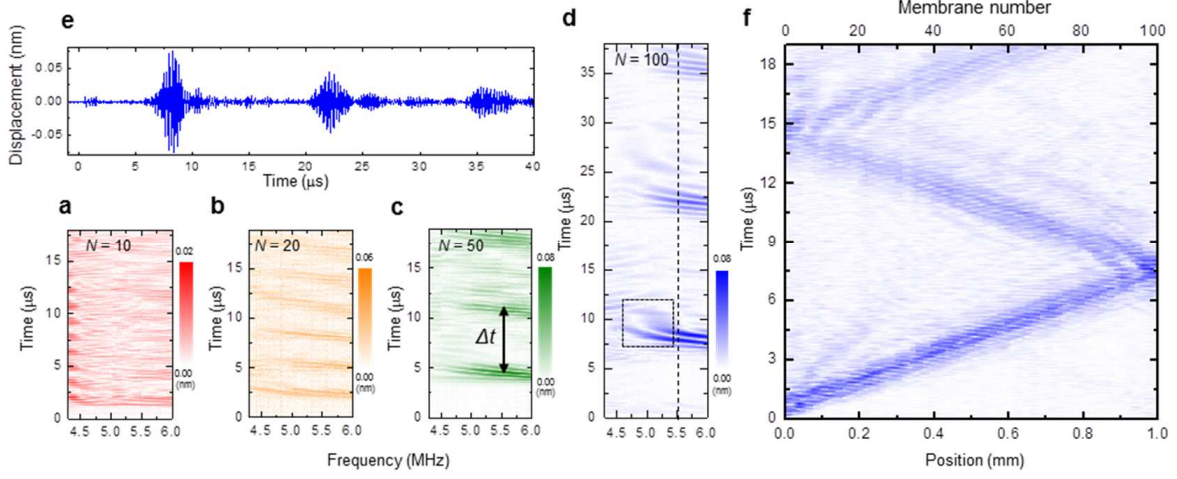 e
Displacement (nm)
0.05
0.00
-0.05
0 5 10 15 20 25 30 35 40
Time (μs)
a
N = 10
Time (μs)
15
10
5
0
4.5 5.0 5.5 6.0
0.02
0.00
(nm)
b
N = 20
15
10
5
0
4.5 5.0 5.5 6.0
0.06
0.00
(nm)
c
N = 50
Time (μs)
15
10
5
0
Δt
4.5 5.0 5.5 6.0
0.08
0.00
(nm)
d
N = 100
Time (μs)
35
30
25
20
15
10
5
0
4.5 5.0 5.5 6.0
0.08
0.00
(nm)
Frequency (MHz)
f
Membrane number
0 20 40 60 80 100
Time (μs)
18
15
12
9
6
3
0
0.0 0.2 0.4 0.6 0.8 1.0
Position (mm)